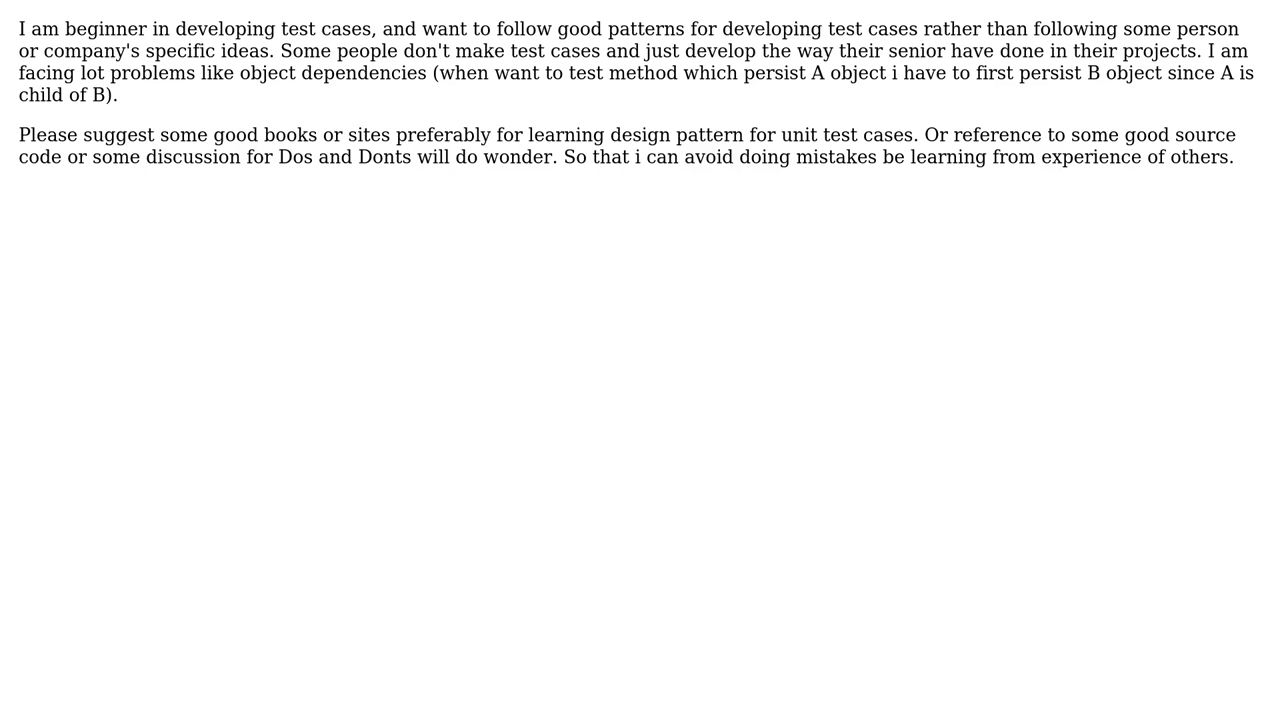 I am beginner in developing test cases, and want to follow good patterns for developing test cases rather than following some person
or company's specific ideas. Some people don't make test cases and just develop the way their senior have done in their projects. I am
facing lot problems like object dependencies (when want to test method which persist A object i have to first persist B object since A is
child of B).
Please suggest some good books or sites preferably for learning design pattern for unit test cases. Or reference to some good source
code or some discussion for Dos and Donts will do wonder. So that i can avoid doing mistakes be learning from experience of others.